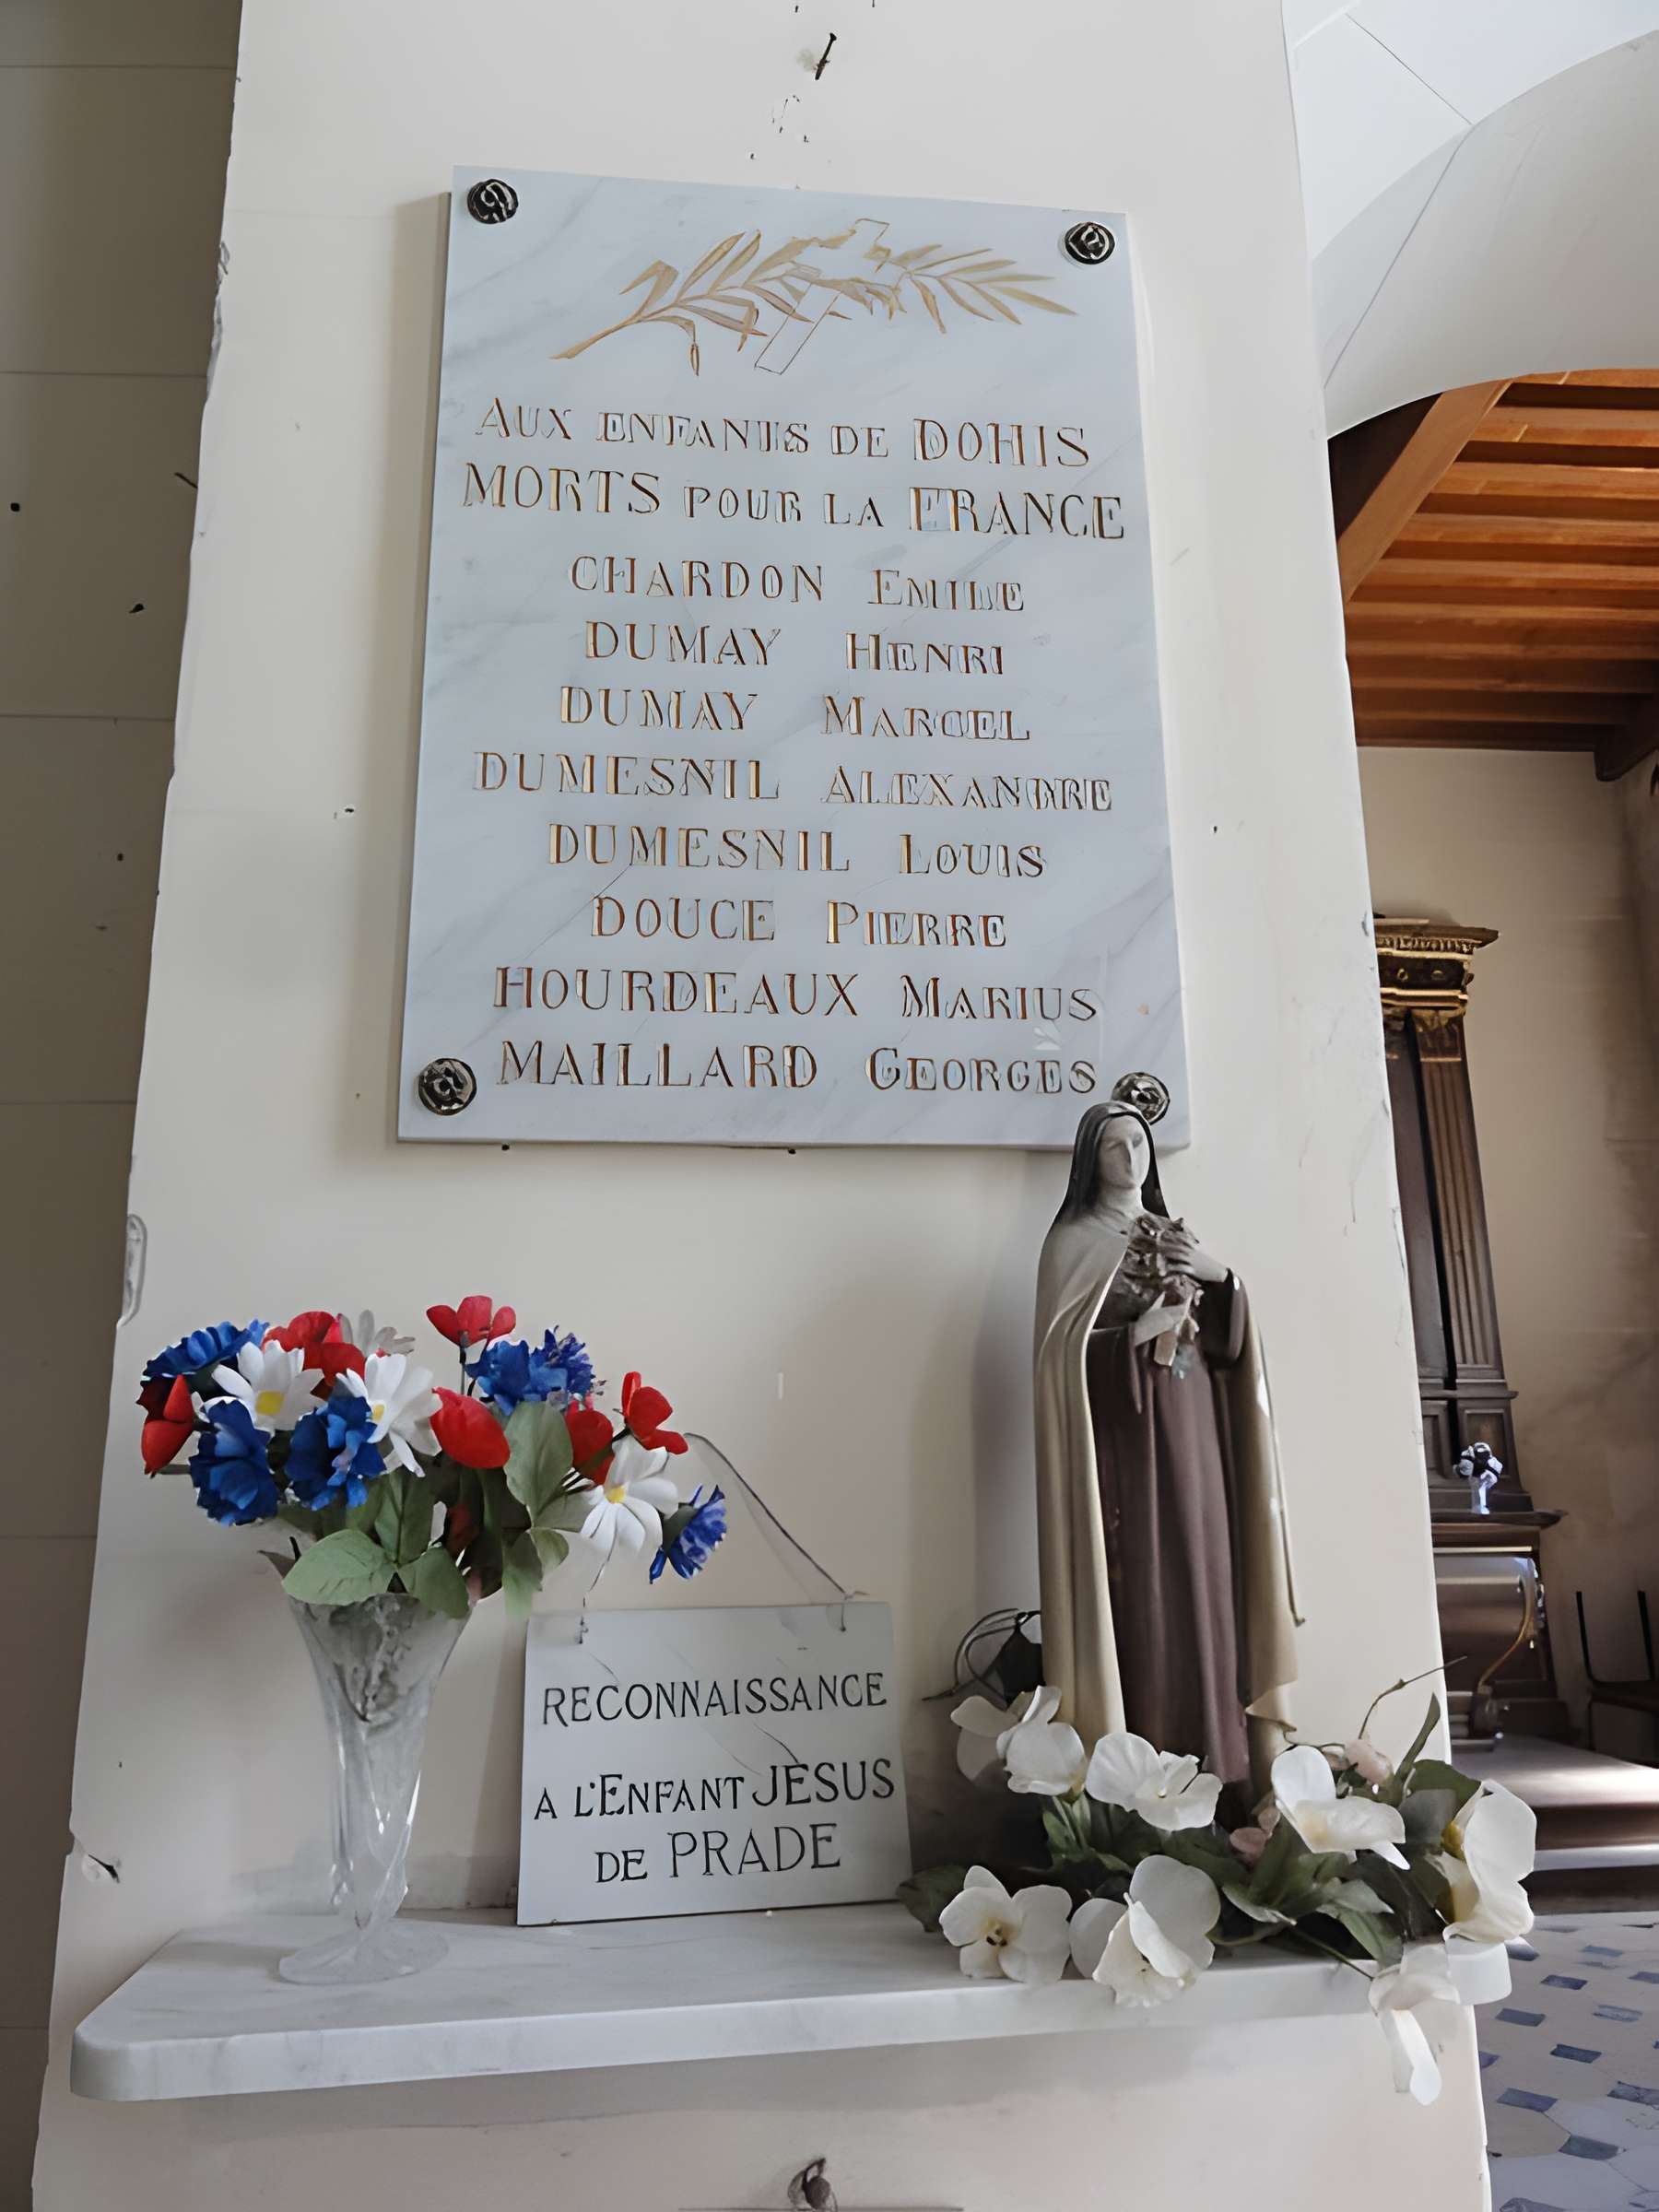 AUX ENFANTS DE DOHIS
MORTS POUR LA FRANCE
CHARDON EMILE
DUMAY HENRI
DUMAY MARCEL
DUMESNIL ALEXANDRE
DUMESNIL LOUIS
DOUCE PIERRE
HOURDEAUX MARIUS
MAILLARD GEORGES
RECONNAISSANCE
A L'ENFANT JÉSUS
DE PRADE